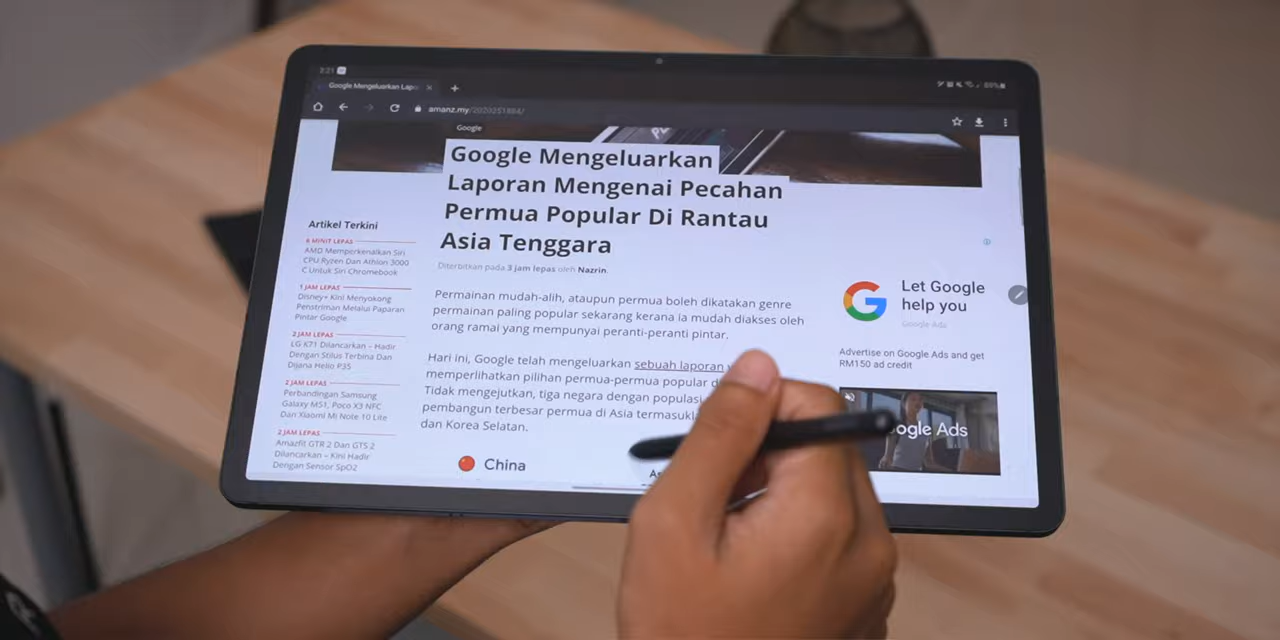 2:21
89%
Google Mengeluarkan Lapo
amanz.my/2020251884/
Google
Google Mengeluarkan
Laporan Mengenai Pecahan
Permua Popular Di Rantau
Asia Tenggara
Diterbitkan pada 3 jam lepas oleh Nazrin.
Permainan mudah-alih, ataupun permua boleh dikatakan genre
permainan paling popular sekarang kerana ia mudah diakses oleh
orang ramai yang mempunyai peranti-peranti pintar.
Hari ini, Google telah mengeluarkan sebuah laporan
memperlihatkan pilihan permua-permua popular d
Tidak mengejutkan, tiga negara dengan populasi
pembangun terbesar permua di Asia termasuk
dan Korea Selatan.
China
Artikel Terkini
6 MINIT LEPAS
AMD Memperkenalkan Siri
CPU Ryzen Dan Athlon 3000
C Untuk Siri Chromebook
1 JAM LEPAS
Disney+ Kini Menyokong
Penstriman Melalui Paparan
Pintar Google
2 JAM LEPAS
LG K71 Dilancarkan – Hadir
Dengan Stilus Terbina Dan
Dijana Helio P35
2 JAM LEPAS
Perbandingan Samsung
Galaxy M51, Poco X3 NFC
Dan Xiaomi Mi Note 10 Lite
2 JAM LEPAS
Amazfit GTR 2 Dan GTS 2
Dilancarkan – Kini Hadir
Dengan Sensor SpO2
Let Google
help you
Google Ads
Advertise on Google Ads and get
RM150 ad credit
ogle Ads